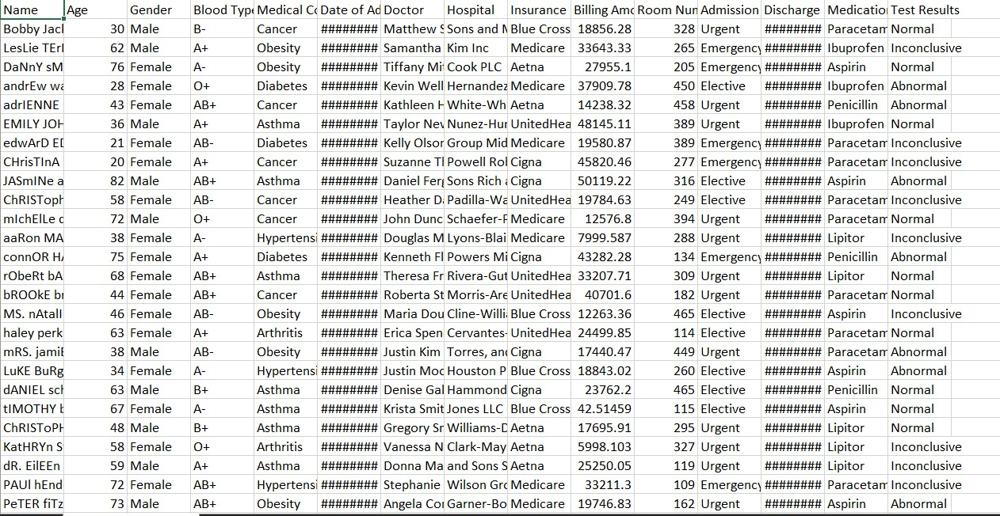 Name Age Gender Blood Type Medical Co Date of Ad Doctor Hospital Insurance Billing Amo Room Num Admission Discharge Medication Test Results
Bobby Jacl 30 Male B- Cancer ######## Matthew S Sons and M Blue Cross 18856.28 328 Urgent ######## Paracetam Normal
LesLie TErl 62 Male A+ Obesity ######## Samantha Kim Inc Medicare 33643.33 265 Emergency ######## Ibuprofen Inconclusive
DaNnY sM 76 Female A- Obesity ######## Tiffany Mit Cook PLC Aetna 27955.1 205 Emergency ######## Aspirin Normal
andrEw wa 28 Female O+ Diabetes ######## Kevin Well Hernandez Medicare 37909.78 450 Elective ######## Ibuprofen Abnormal
adrIENNE 43 Female AB+ Cancer ######## Kathleen H White-Wh Aetna 14238.32 458 Urgent ######## Penicillin Abnormal
EMILY JOH 36 Male A+ Asthma ######## Taylor Nev Nunez-Hum UnitedHea 48145.11 389 Urgent ######## Ibuprofen Normal
edwArD ED 21 Female AB- Diabetes ######## Kelly Olson Group Mid Medicare 19580.87 389 Emergency ######## Paracetam Inconclusive
CHrisTInA 20 Female A+ Cancer ######## Suzanne Th Powell Rol Cigna 45820.46 277 Emergency ######## Paracetam Inconclusive
JASmINe a 82 Male AB+ Asthma ######## Daniel Ferg Sons Rich a Cigna 50119.22 316 Elective ######## Aspirin Abnormal
ChRISToph 58 Female AB- Cancer ######## Heather Da Padilla-Wa UnitedHea 19784.63 249 Elective ######## Paracetam Inconclusive
mIchElLe d 72 Male O+ Cancer ######## John Dunc Schaefer-P Medicare 12576.8 394 Urgent ######## Paracetam Normal
aaRon MA 38 Female A- Hypertensi ######## Douglas M Lyons-Blai Medicare 7999.587 288 Urgent ######## Lipitor Inconclusive
connOR HA 75 Female A+ Diabetes ######## Kenneth Fl Powers Mi Cigna 43282.28 134 Emergency ######## Penicillin Abnormal
rObeRt bA 68 Female AB+ Asthma ######## Theresa Fr Rivera-Gut UnitedHea 33207.71 309 Urgent ######## Lipitor Normal
bROOkE br 44 Female AB+ Cancer ######## Roberta St Morris-Are UnitedHea 40701.6 182 Urgent ######## Paracetam Normal
MS. nAtalI 46 Female AB- Obesity ######## Maria Dou Cline-Willi Blue Cross 12263.36 465 Elective ######## Aspirin Inconclusive
haley perk 63 Female A+ Arthritis ######## Erica Spen Cervantes- UnitedHea 24499.85 114 Elective ######## Paracetam Normal
mRS. jamiE 38 Male AB- Obesity ######## Justin Kim Torres, and Cigna 17440.47 449 Urgent ######## Paracetam Abnormal
LuKE BuRg 34 Female A- Hypertensi ######## Justin Moo Houston P Blue Cross 18843.02 260 Elective ######## Aspirin Abnormal
dANIEL sch 63 Male B+ Asthma ######## Denise Gal Hammond Cigna 23762.2 465 Elective ######## Penicillin Normal
tIMOTHY b 67 Female A- Asthma ######## Krista Smit Jones LLC Blue Cross 42.51459 115 Elective ######## Aspirin Normal
ChRISToPH 48 Male B+ Asthma ######## Gregory Sm Williams-D Aetna 17695.91 295 Urgent ######## Lipitor Normal
KatHRYn S 58 Female O+ Arthritis ######## Vanessa N Clark-May Aetna 5998.103 327 Urgent ######## Lipitor Inconclusive
dR. EilEEn 59 Male A+ Asthma ######## Donna Ma and Sons S Aetna 25250.05 119 Urgent ######## Lipitor Inconclusive
PAUl hEnd 72 Female AB+ Hypertensi ######## Stephanie Wilson Gro Medicare 33211.3 109 Emergency ######## Paracetam Inconclusive
PeTER fiTz 73 Male AB+ Obesity ######## Angela Con Garner-Bo Medicare 19746.83 162 Urgent ######## Aspirin Abnormal